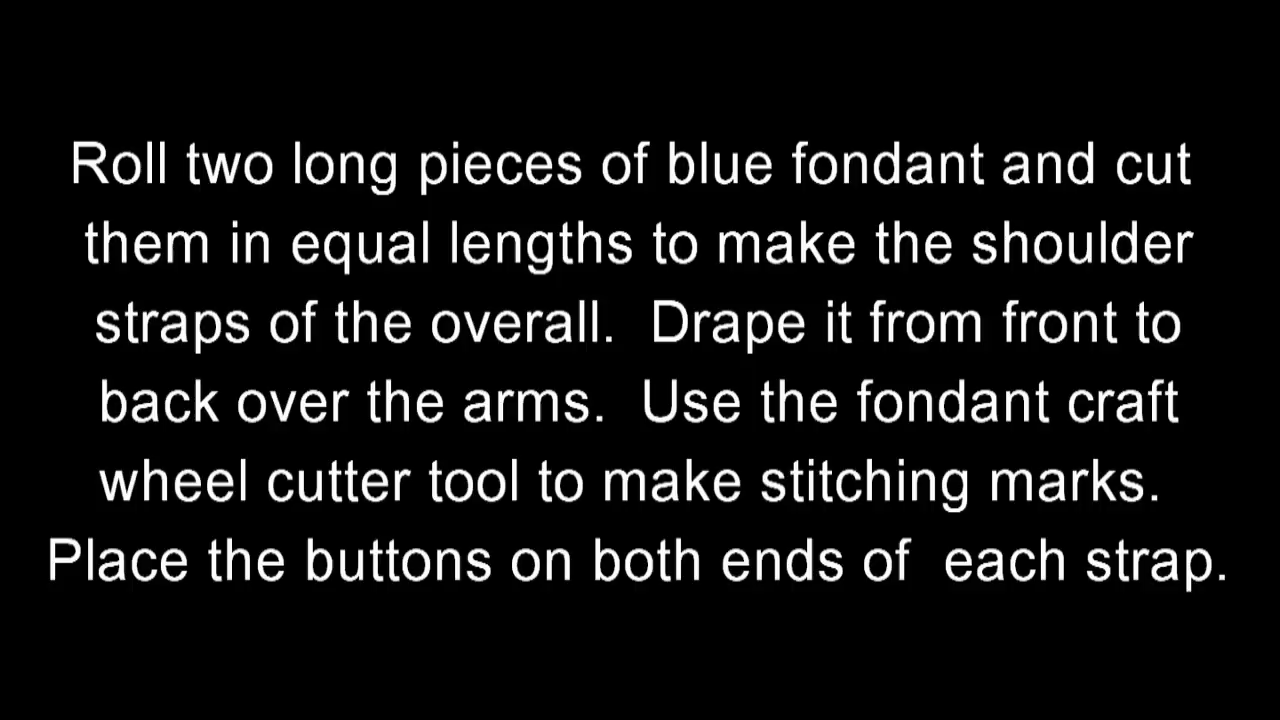 Roll two long pieces of blue fondant and cut
them in equal lengths to make the shoulder
straps of the overall.  Drape it from front to
back over the arms.  Use the fondant craft
wheel cutter tool to make stitching marks.
Place the buttons on both ends of  each strap.